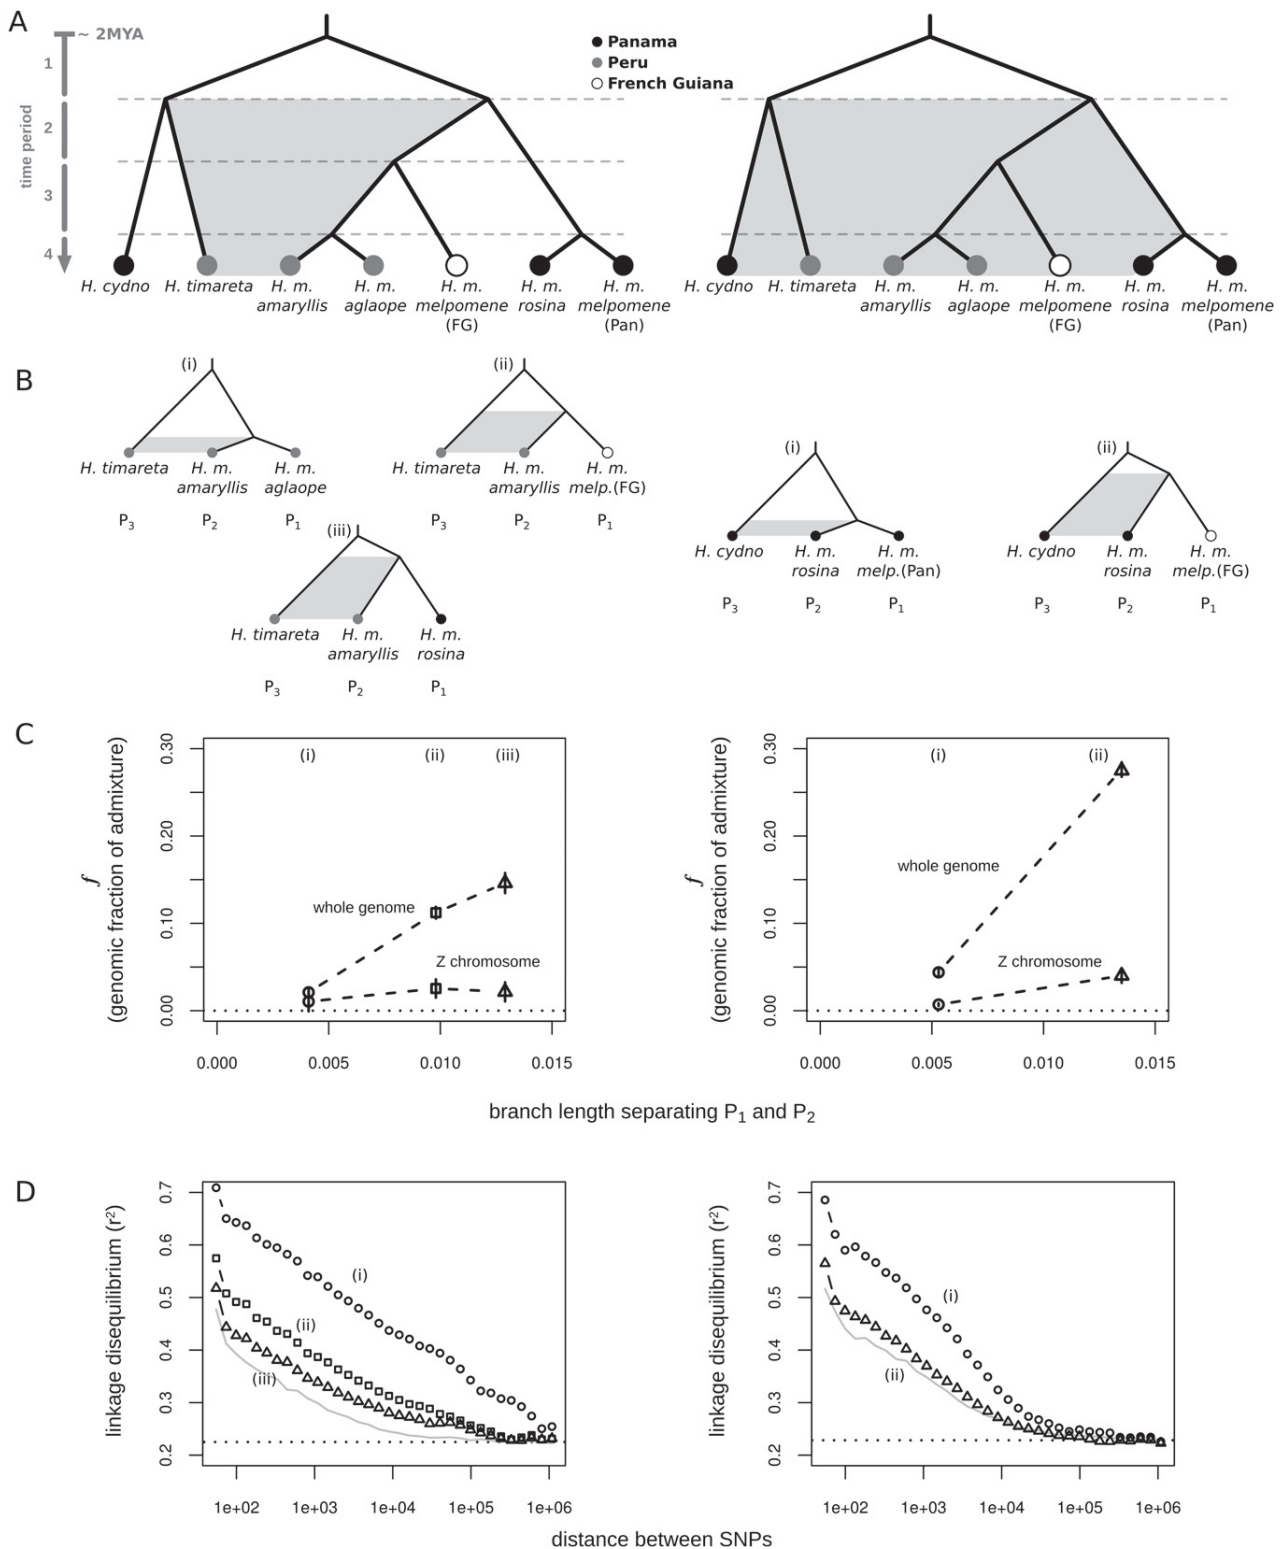 A
~ 2MYA
time period
1
2
3
4
Panama
Peru
French Guiana
H. cydno
H. timareta
H. m.
amaryllis
H. m.
aglaope
H. m.
melpomene
(FG)
H. m.
rosina
H. m.
melpomene
(Pan)
H. cydno
H. timareta
H. m.
amaryllis
H. m.
aglaope
H. m.
melpomene
(FG)
H. m.
rosina
H. m.
melpomene
(Pan)
B
(i)
H. timareta
H. m.
amaryllis
H. m.
aglaope
P3
P2
P1
(ii)
H. timareta
H. m.
amaryllis
H. m.
melp.(FG)
P3
P2
P1
(iii)
H. timareta
H. m.
amaryllis
H. m.
rosina
P3
P2
P1
(i)
H. cydno
H. m.
rosina
H. m.
melp.(Pan)
P3
P2
P1
(ii)
H. cydno
H. m.
rosina
H. m.
melp.(FG)
P3
P2
P1
C
f
(genomic fraction of admixture)
0.30
0.20
0.10
0.00
(i)
(ii)
(iii)
whole genome
Z chromosome
0.000
0.005
0.010
0.015
f
(genomic fraction of admixture)
0.30
0.20
0.10
0.00
(i)
(ii)
whole genome
Z chromosome
0.000
0.005
0.010
0.015
branch length separating P1 and P2
D
linkage disequilibrium (r²)
0.7
0.6
0.5
0.4
0.3
0.2
(i)
(ii)
(iii)
1e+02
1e+03
1e+04
1e+05
1e+06
linkage disequilibrium (r²)
0.7
0.6
0.5
0.4
0.3
0.2
(i)
(ii)
1e+02
1e+03
1e+04
1e+05
1e+06
distance between SNPs